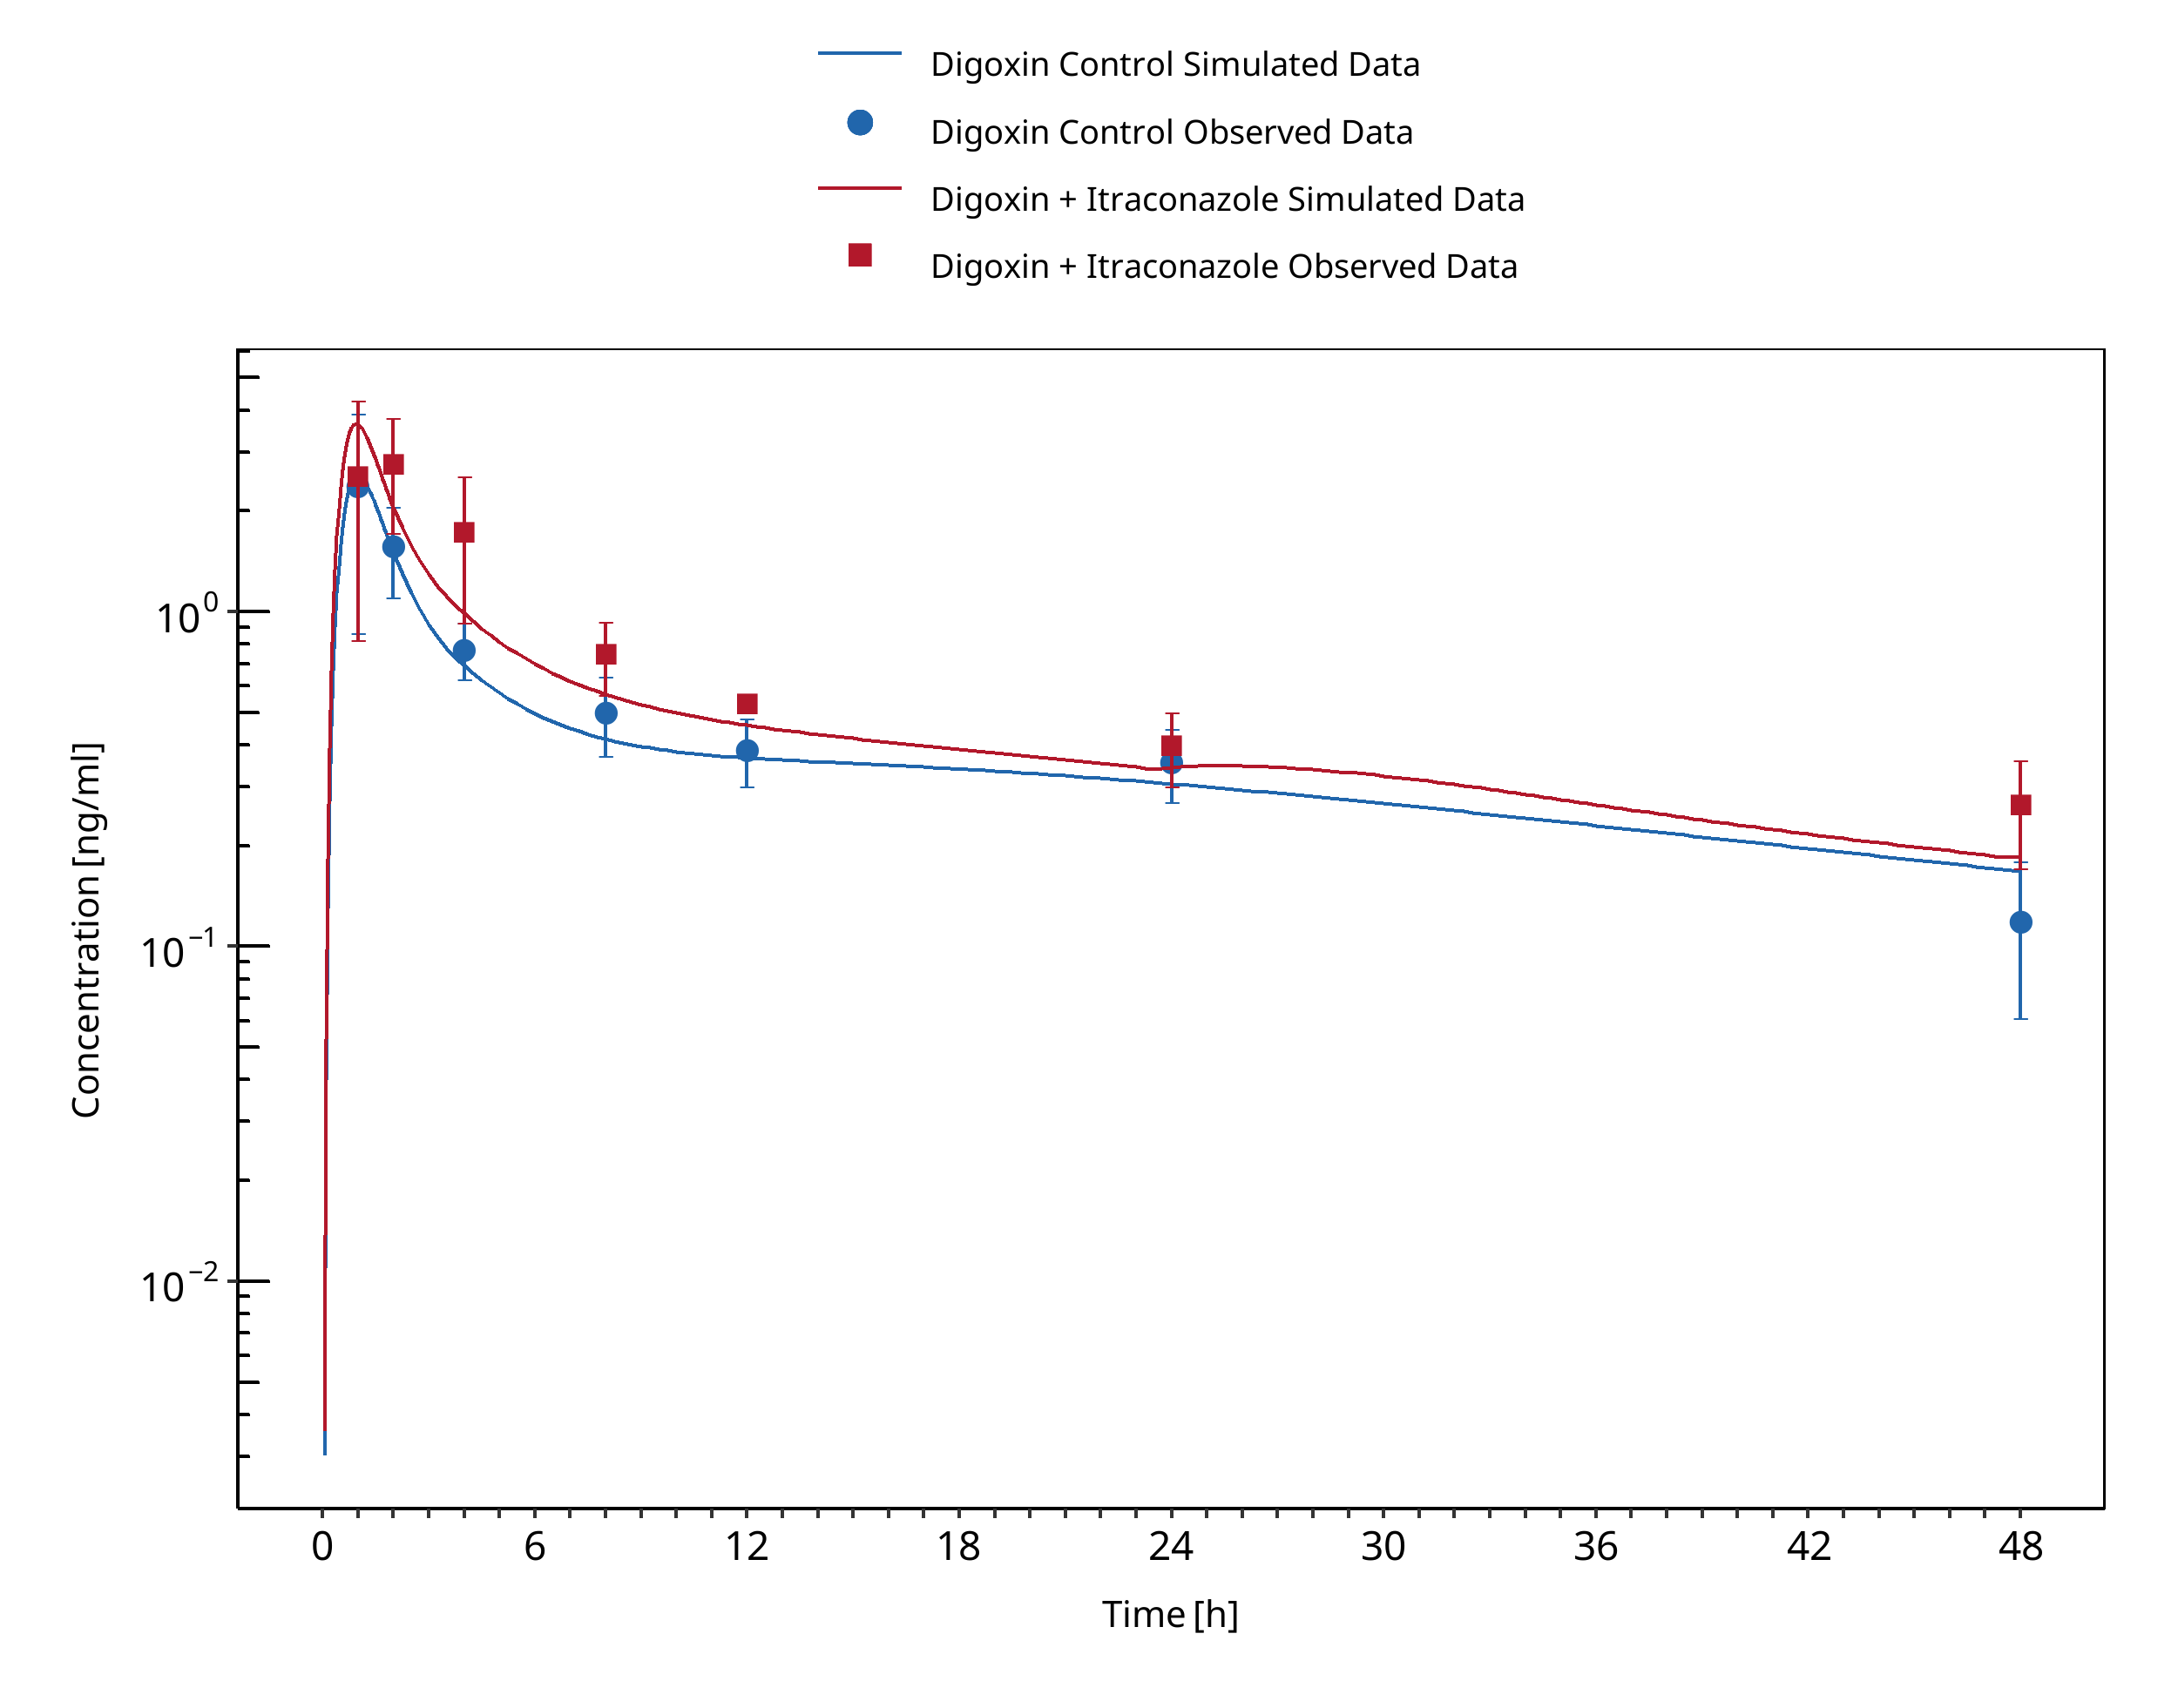 Digoxin Control Simulated Data
Digoxin Control Observed Data
Digoxin + Itraconazole Simulated Data
Digoxin + Itraconazole Observed Data
Concentration [ng/ml]
10⁰
10⁻¹
10⁻²
0 6 12 18 24 30 36 42 48
Time [h]